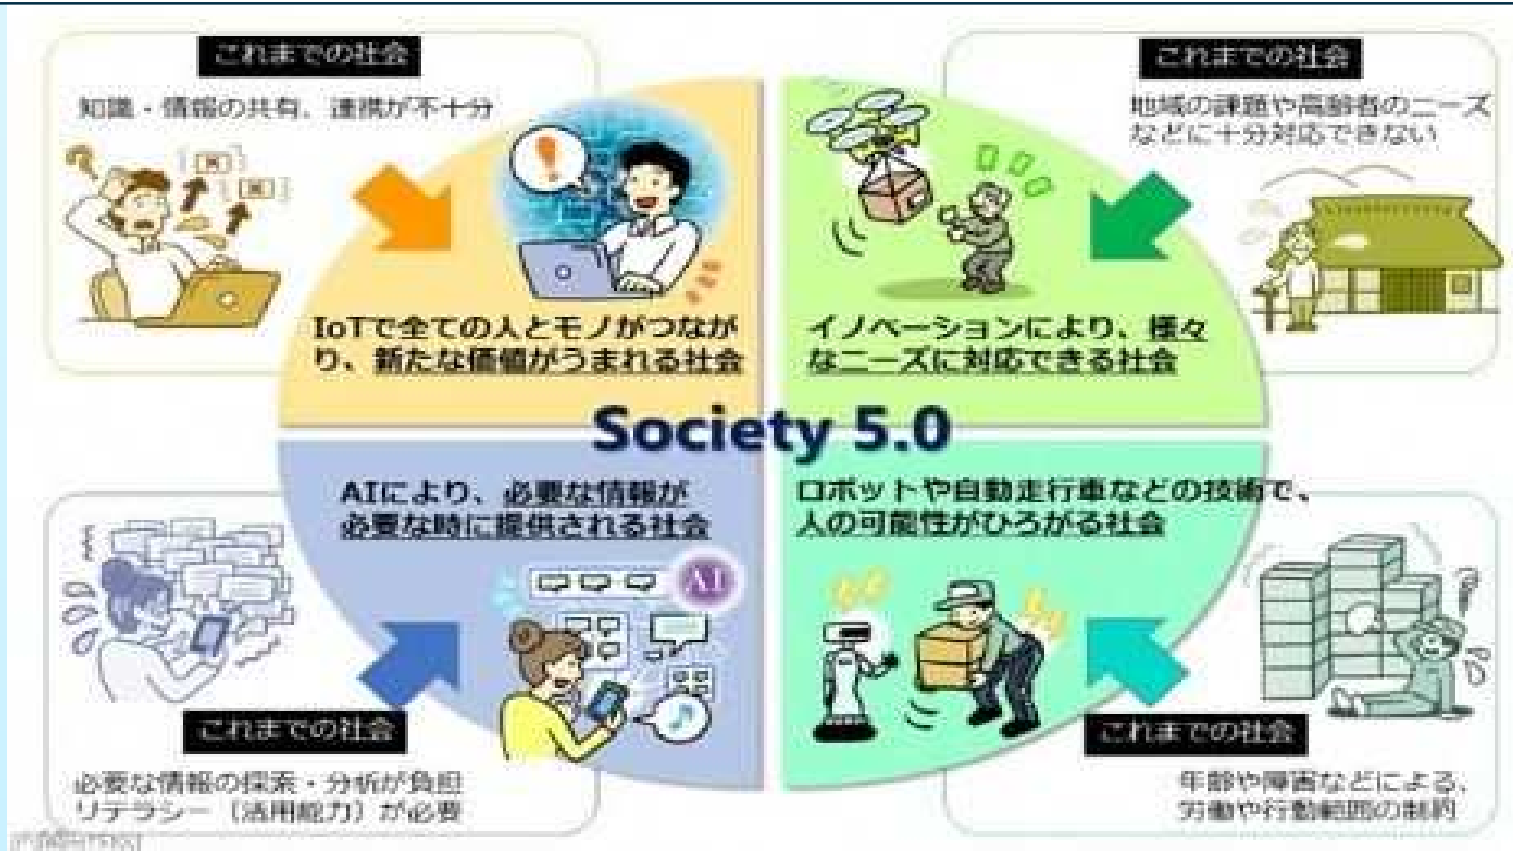 これまでの社会
知識・情報の共有、連携が不十分
これまでの社会
地域の課題や高齢者のニーズ
などに十分対応できない
IoTで全ての人とモノがつなが
り、新たな価値がうまれる社会
イノベーションにより、様々
なニーズに対応できる社会
Society 5.0
AIにより、必要な情報が
必要な時に提供される社会
AI
ロボットや自動走行車などの技術で、
人の可能性がひろがる社会
これまでの社会
必要な情報の探索・分析が負担
リテラシー（活用能力）が必要
これまでの社会
年齢や障害などによる、
労働や行動範囲の制約